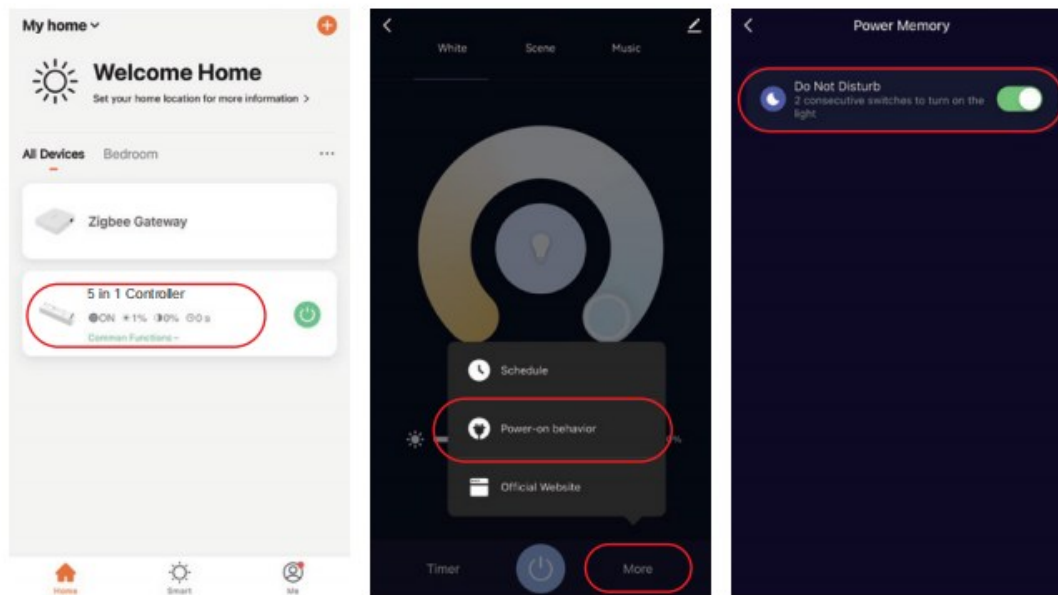 My home
Welcome Home
Set your home location for more information >
All Devices
Bedroom
...
Zigbee Gateway
5 in 1 Controller
ON 1% 0% 0 s
Common Functions
Home
Smart
Me
White
Scene
Music
Schedule
Power-on behavior
Official Website
%
Timer
More
Power Memory
Do Not Disturb
2 consecutive switches to turn on the
light